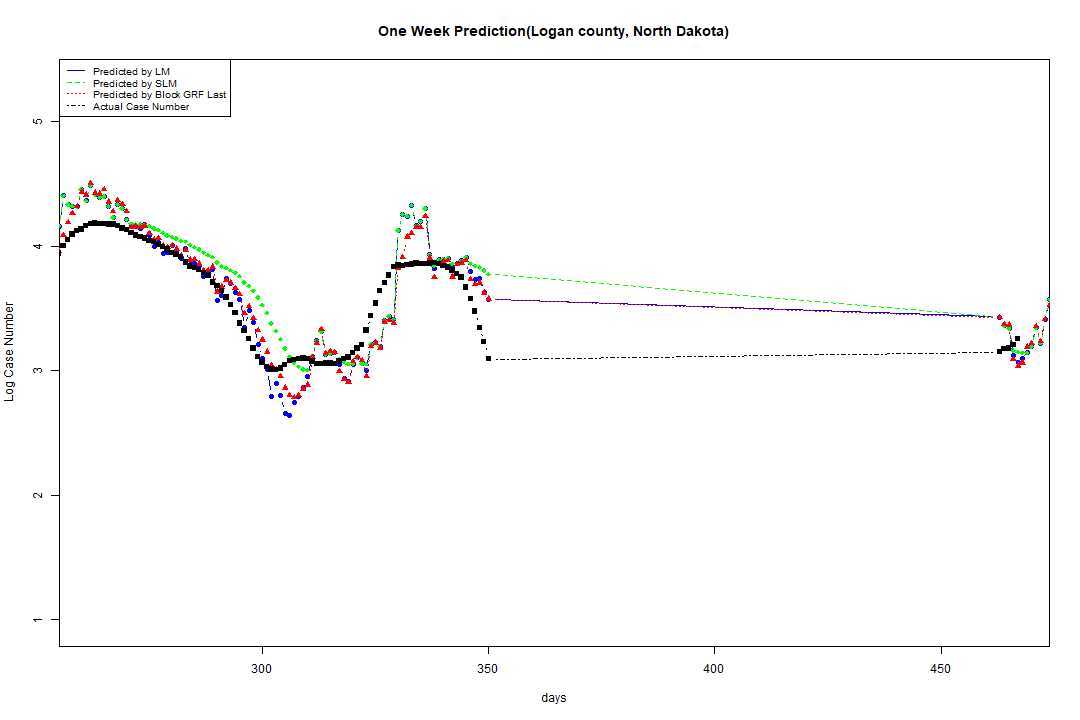 One Week Prediction(Logan county, North Dakota)
Predicted by LM
Predicted by SLM
Predicted by Block GRF Last
Actual Case Number
5
4
3
2
1
Log Case Number
300 350 400 450
days